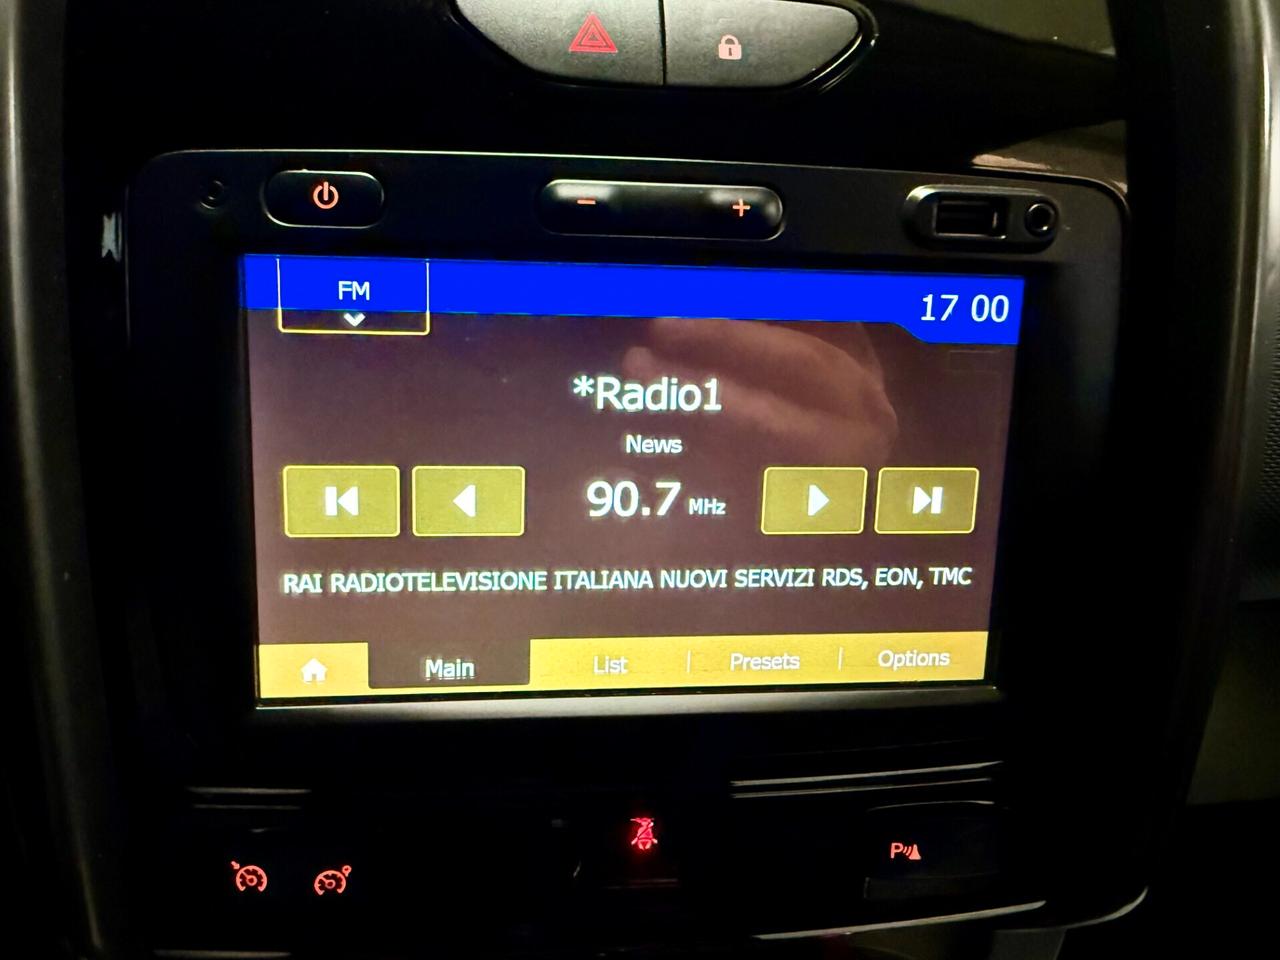 FM
17 00
*Radio1
News
90.7 MHz
RAI RADIOTELEVISIONE ITALIANA NUOVI SERVIZI RDS, EON, TMC
Main List Presets Options
P